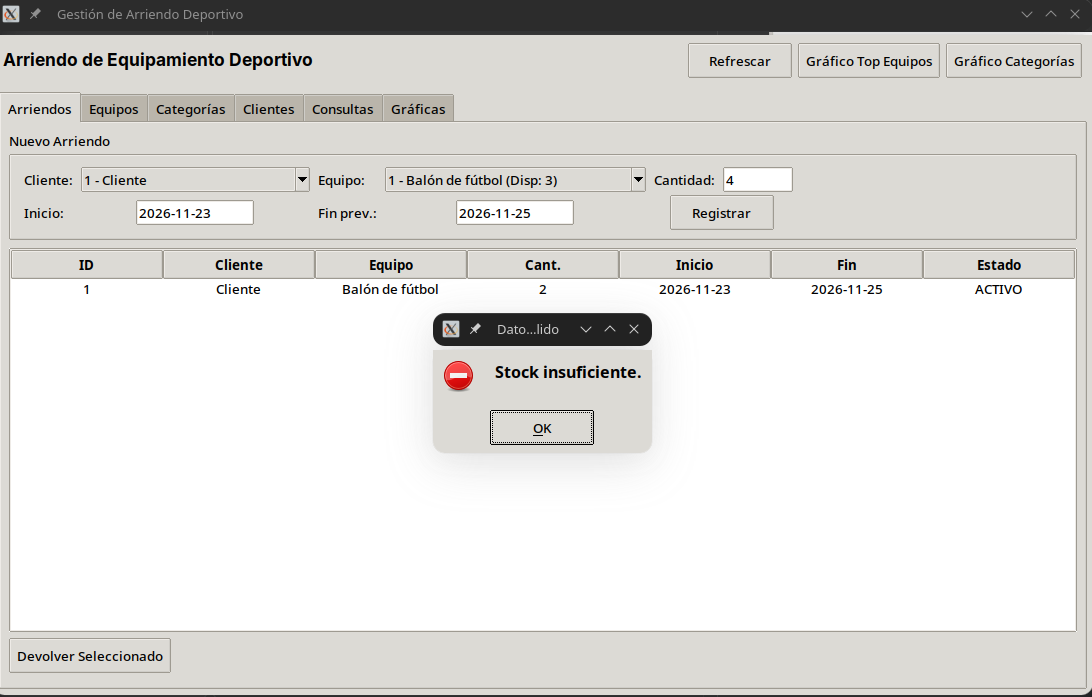 Gestión de Arriendo Deportivo
Arriendo de Equipamiento Deportivo
Refrescar
Gráfico Top Equipos
Gráfico Categorías
Arriendos Equipos Categorías Clientes Consultas Gráficas
Nuevo Arriendo
Cliente: 1 - Cliente Equipo: 1 - Balón de fútbol (Disp: 3) Cantidad: 4
Inicio: 2026-11-23 Fin prev.: 2026-11-25 Registrar
ID Cliente Equipo Cant. Inicio Fin Estado
1 Cliente Balón de fútbol 2 2026-11-23 2026-11-25 ACTIVO
Dato...lido
Stock insuficiente.
OK
Devolver Seleccionado